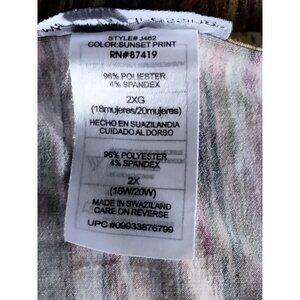 STYLE# J462
COLOR:SUNSET PRINT
RN#87419
96% POLIESTER
4% SPANDEX
2XG
(18mujeres/20mujeres)
HECHO EN SUAZILANDIA
CUIDADO AL DORSO
96% POLYESTER
4% SPANDEX
2X
(18W/20W)
MADE IN SWAZILAND
CARE ON REVERSE
UPC #09933876799